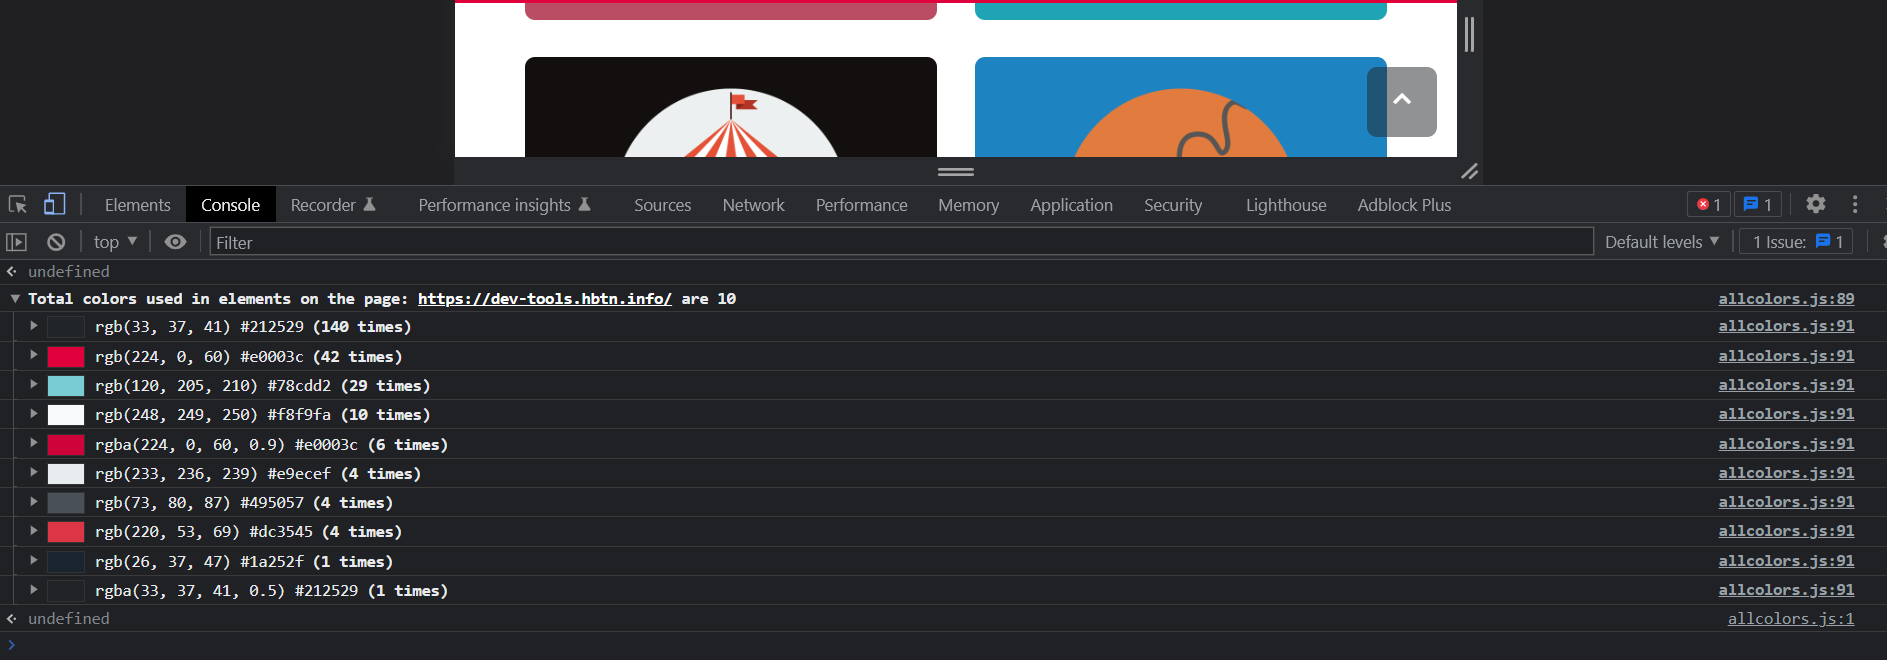 Elements Console Recorder Performance insights Sources Network Performance Memory Application Security Lighthouse Adblock Plus 1 1
top Filter Default levels 1 Issue: 1
undefined
Total colors used in elements on the page: https://dev-tools.hbtn.info/ are 10 allcolors.js:89
rgb(33, 37, 41) #212529 (140 times) allcolors.js:91
rgb(224, 0, 60) #e0003c (42 times) allcolors.js:91
rgb(120, 205, 210) #78cdd2 (29 times) allcolors.js:91
rgb(248, 249, 250) #f8f9fa (10 times) allcolors.js:91
rgba(224, 0, 60, 0.9) #e0003c (6 times) allcolors.js:91
rgb(233, 236, 239) #e9ecef (4 times) allcolors.js:91
rgb(73, 80, 87) #495057 (4 times) allcolors.js:91
rgb(220, 53, 69) #dc3545 (4 times) allcolors.js:91
rgb(26, 37, 47) #1a252f (1 times) allcolors.js:91
rgba(33, 37, 41, 0.5) #212529 (1 times) allcolors.js:91
undefined allcolors.js:1